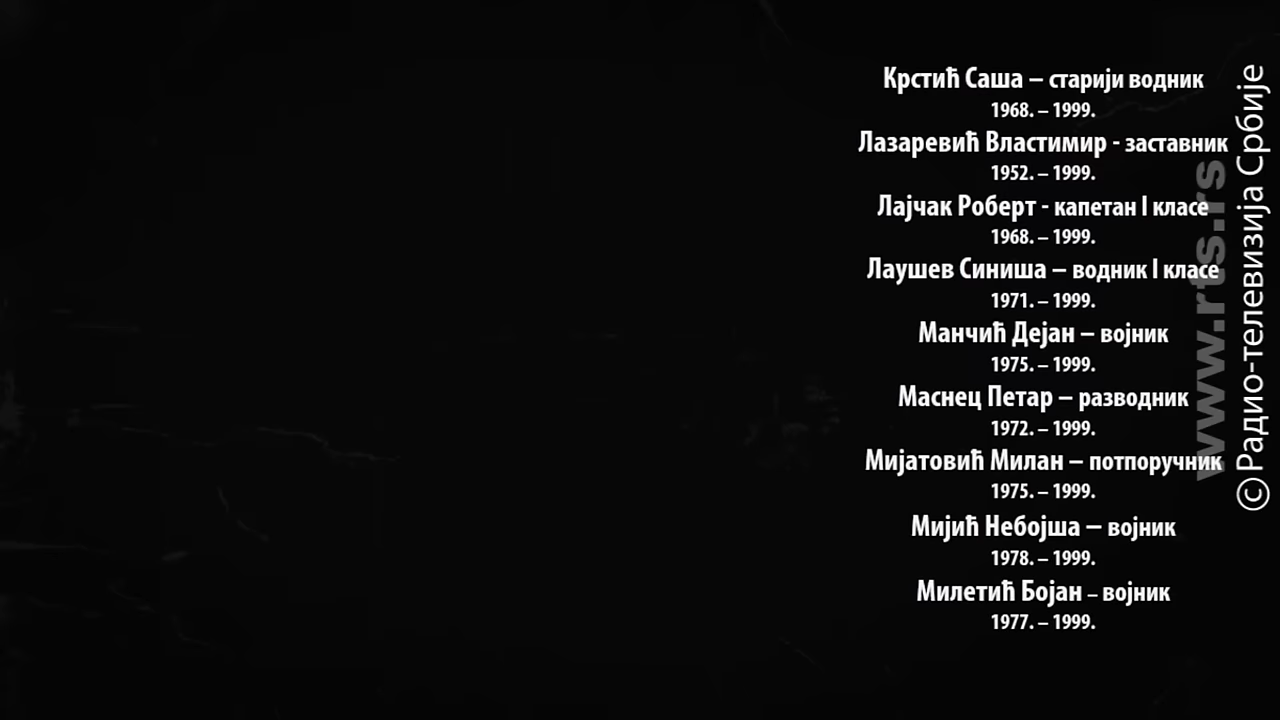 Крстић Саша – старији водник
1968. – 1999.
Лазаревић Властимир - заставник
1952. – 1999.
Лајчак Роберт - капетан I класе
1968. – 1999.
Лаушев Синиша – водник I класе
1971. – 1999.
Манчић Дејан – војник
1975. – 1999.
Маснец Петар – разводник
1972. – 1999.
Мијатовић Милан – потпоручник
1975. – 1999.
Мијић Небојша – војник
1978. – 1999.
Милетић Бојан – војник
1977. – 1999.
www.rts.rs
© Радио-телевизија Србије